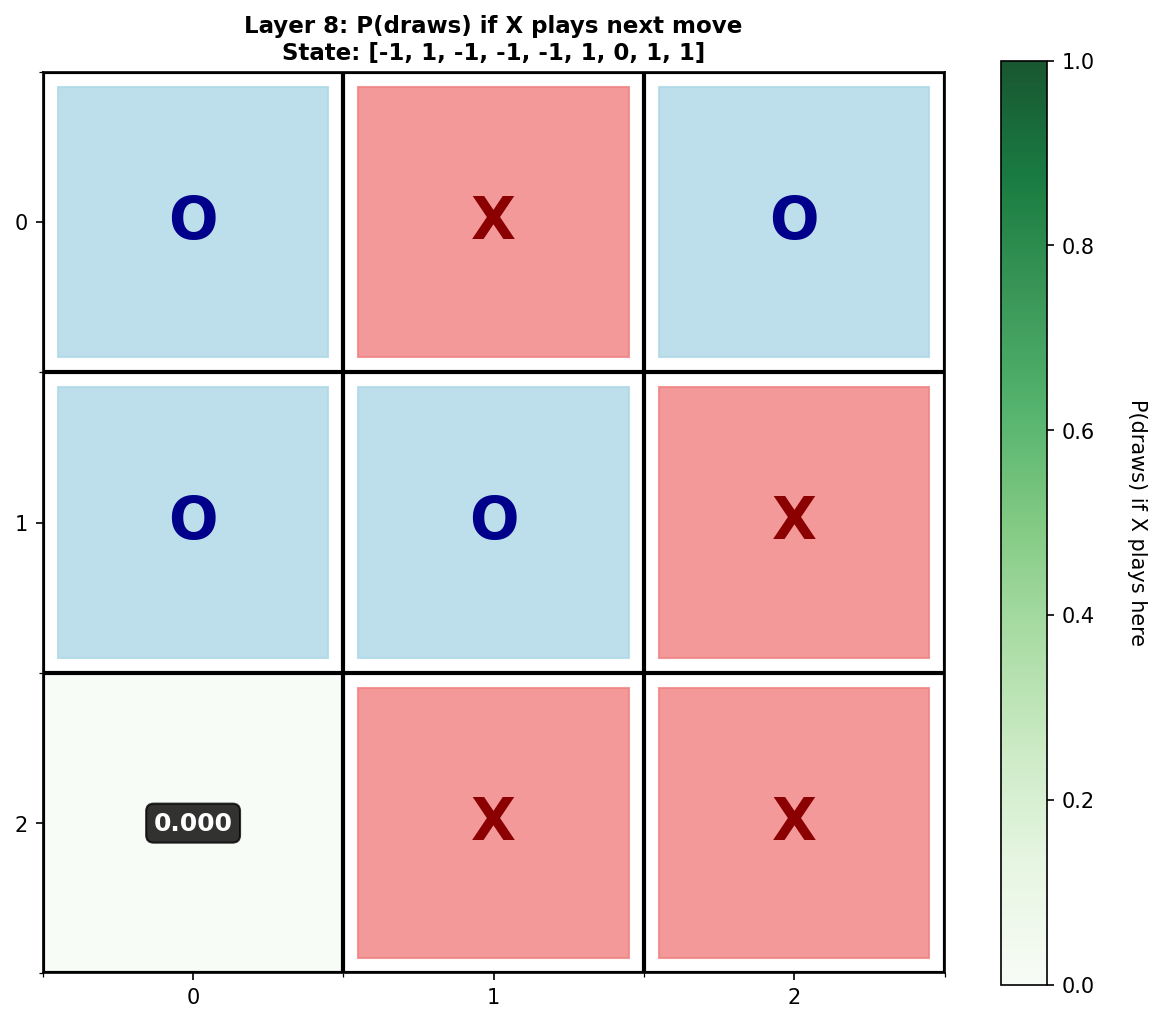 Layer 8: P(draws) if X plays next move
State: [-1, 1, -1, -1, -1, 1, 0, 1, 1]
O X O
O O X
0.000 X X
0
1
2
0 1 2
1.0
0.8
0.6
0.4
0.2
0.0
P(draws) if X plays here